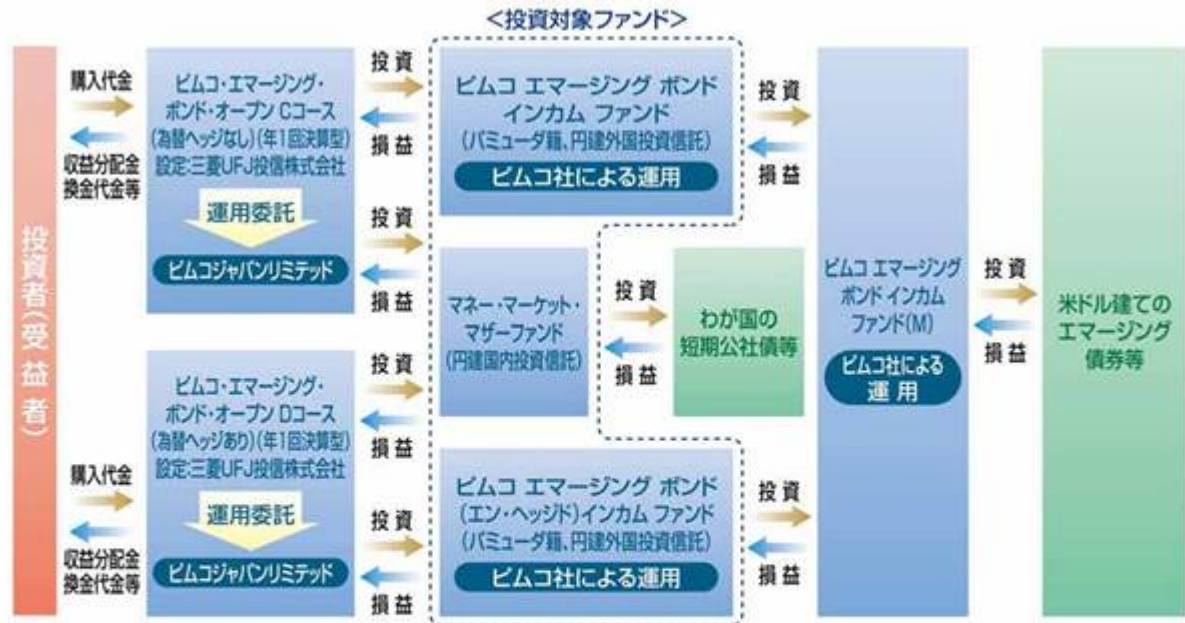 <投資対象ファンド>
投資者(受益者)
購入代金
収益分配金
換金代金等
ピムコ・エマージング・
ボンド・オープン Cコース
(為替ヘッジなし)(年1回決算型)
設定:三菱UFJ投信株式会社
運用委託
ピムコジャパンリミテッド
投資
損益
投資
損益
ピムコ エマージング ボンド
インカム ファンド
(バミューダ籍、円建外国投資信託)
ピムコ社による運用
投資
損益
マネー・マーケット・
マザーファンド
(円建国内投資信託)
投資
損益
わが国の
短期公社債等
購入代金
収益分配金
換金代金等
ピムコ・エマージング・
ボンド・オープン Dコース
(為替ヘッジあり)(年1回決算型)
設定:三菱UFJ投信株式会社
運用委託
ピムコジャパンリミテッド
投資
損益
投資
損益
ピムコ エマージング ボンド
(エン・ヘッジド)インカム ファンド
(バミューダ籍、円建外国投資信託)
ピムコ社による運用
投資
損益
ピムコ エマージング
ボンド インカム
ファンド(M)
ピムコ社による
運用
投資
損益
米ドル建ての
エマージング
債券等